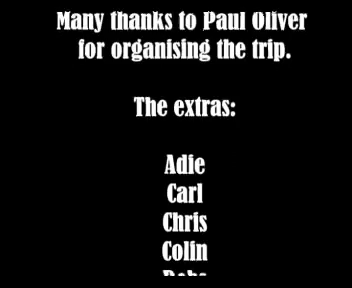 Many thanks to Paul Oliver
for organising the trip.
The extras:
Adie
Carl
Chris
Colin